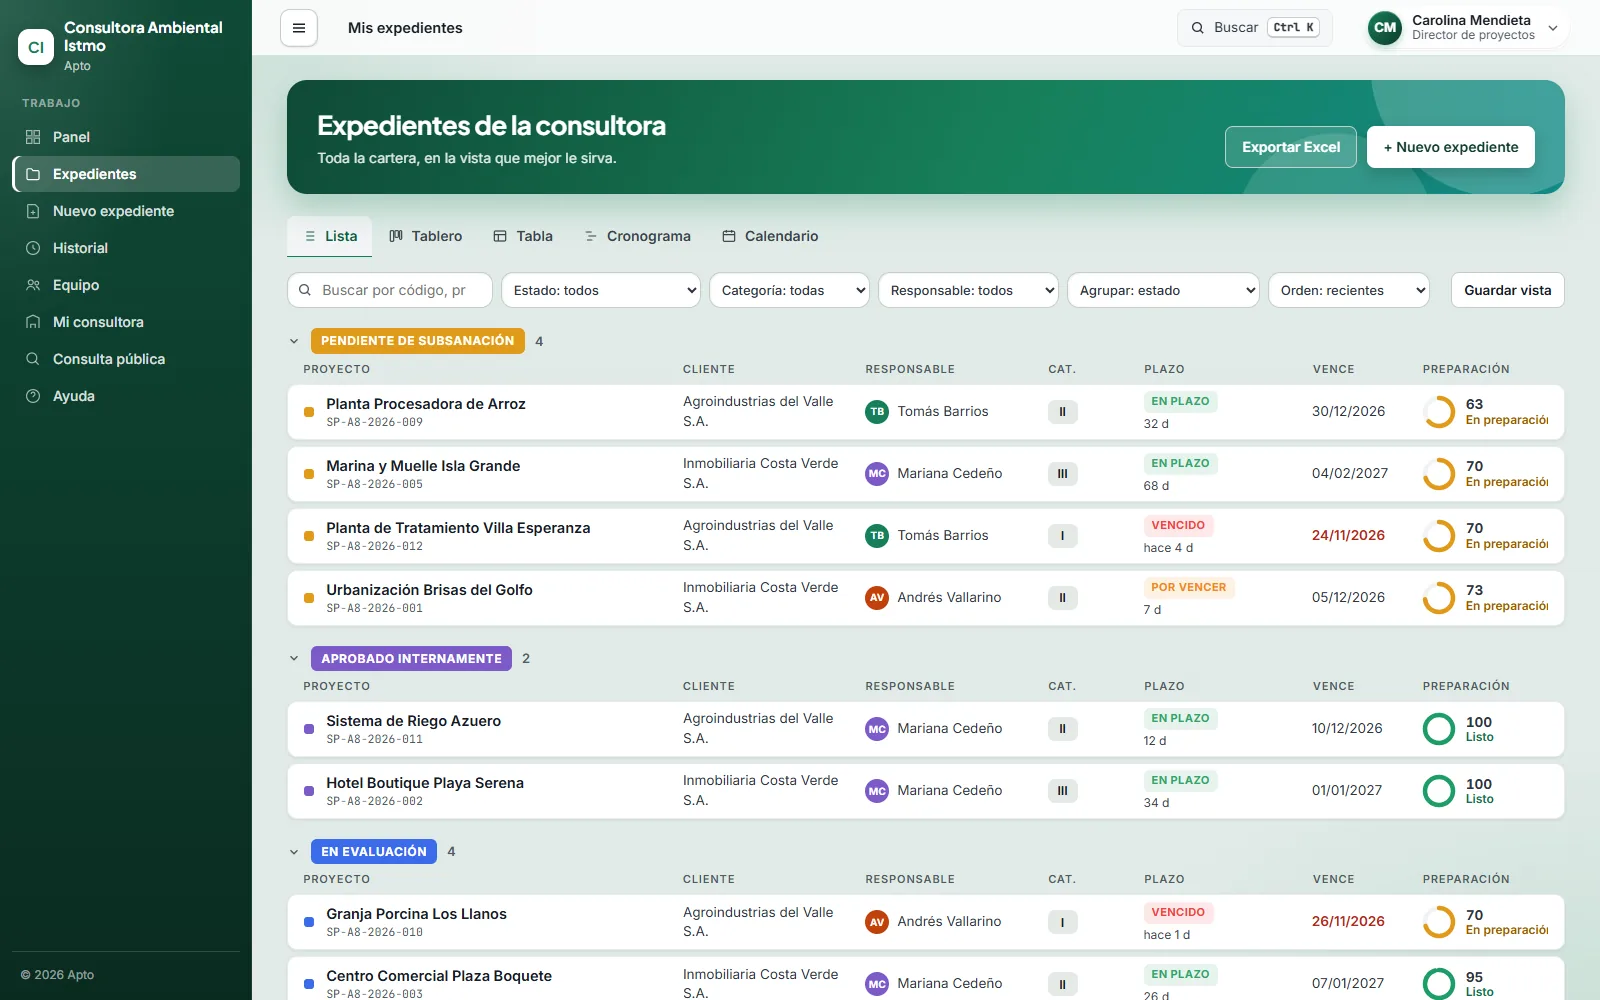 CI
Consultora Ambiental
Istmo
Apto
TRABAJO
Panel
Expedientes
Nuevo expediente
Historial
Equipo
Mi consultora
Consulta pública
Ayuda
© 2026 Apto
Mis expedientes
Buscar Ctrl K
CM
Carolina Mendieta
Director de proyectos
Expedientes de la consultora
Toda la cartera, en la vista que mejor le sirva.
Exportar Excel
+ Nuevo expediente
Lista Tablero Tabla Cronograma Calendario
Buscar por código, pr
Estado: todos
Categoría: todas
Responsable: todos
Agrupar: estado
Orden: recientes
Guardar vista
PENDIENTE DE SUBSANACIÓN 4
PROYECTO CLIENTE RESPONSABLE CAT. PLAZO VENCE PREPARACIÓN
Planta Procesadora de Arroz
SP-A8-2026-009
Agroindustrias del Valle
S.A.
TB Tomás Barrios
II
EN PLAZO
32 d
30/12/2026
63
En preparación
Marina y Muelle Isla Grande
SP-A8-2026-005
Inmobiliaria Costa Verde
S.A.
MC Mariana Cedeño
III
EN PLAZO
68 d
04/02/2027
70
En preparación
Planta de Tratamiento Villa Esperanza
SP-A8-2026-012
Agroindustrias del Valle
S.A.
TB Tomás Barrios
I
VENCIDO
hace 4 d
24/11/2026
70
En preparación
Urbanización Brisas del Golfo
SP-A8-2026-001
Inmobiliaria Costa Verde
S.A.
AV Andrés Vallarino
II
POR VENCER
7 d
05/12/2026
73
En preparación
APROBADO INTERNAMENTE 2
PROYECTO CLIENTE RESPONSABLE CAT. PLAZO VENCE PREPARACIÓN
Sistema de Riego Azuero
SP-A8-2026-011
Agroindustrias del Valle
S.A.
MC Mariana Cedeño
II
EN PLAZO
12 d
10/12/2026
100
Listo
Hotel Boutique Playa Serena
SP-A8-2026-002
Inmobiliaria Costa Verde
S.A.
MC Mariana Cedeño
III
EN PLAZO
34 d
01/01/2027
100
Listo
EN EVALUACIÓN 4
PROYECTO CLIENTE RESPONSABLE CAT. PLAZO VENCE PREPARACIÓN
Granja Porcina Los Llanos
SP-A8-2026-010
Agroindustrias del Valle
S.A.
AV Andrés Vallarino
I
VENCIDO
hace 1 d
26/11/2026
70
En preparación
Centro Comercial Plaza Boquete
SP-A8-2026-003
Inmobiliaria Costa Verde
S.A.
MC Mariana Cedeño
II
EN PLAZO
26 d
07/01/2027
95
Listo